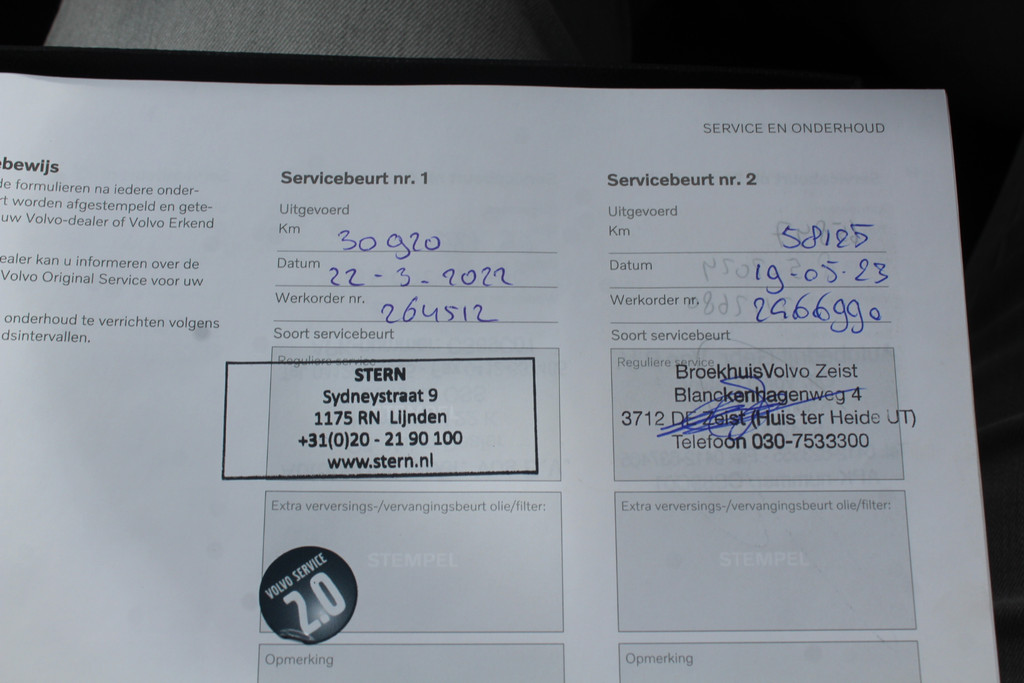 SERVICE EN ONDERHOUD
ebewijs
de formulieren na iedere onder-
rt worden afgestempeld en gete-
uw Volvo-dealer of Volvo Erkend
ealer kan u informeren over de
Volvo Original Service voor uw
onderhoud te verrichten volgens
dsintervallen.
Servicebeurt nr. 1
Uitgevoerd
Km 30920
Datum 22-3-2022
Werkorder nr. 264512
Soort servicebeurt
Reguliere service
STERN
Sydneystraat 9
1175 RN Lijnden
+31(0)20 - 21 90 100
www.stern.nl
Extra verversings-/vervangingsbeurt olie/filter:
STEMPEL
VOLVO SERVICE
2.0
Opmerking
Servicebeurt nr. 2
Uitgevoerd
Km 58125
Datum 19-05-23
Werkorder nr. 2966990
Soort servicebeurt
Reguliere service
BroekhuisVolvo Zeist
Blanckenhagenweg 4
3712 DE Zeist (Huis ter Heide UT)
Telefoon 030-7533300
Extra verversings-/vervangingsbeurt olie/filter:
STEMPEL
Opmerking